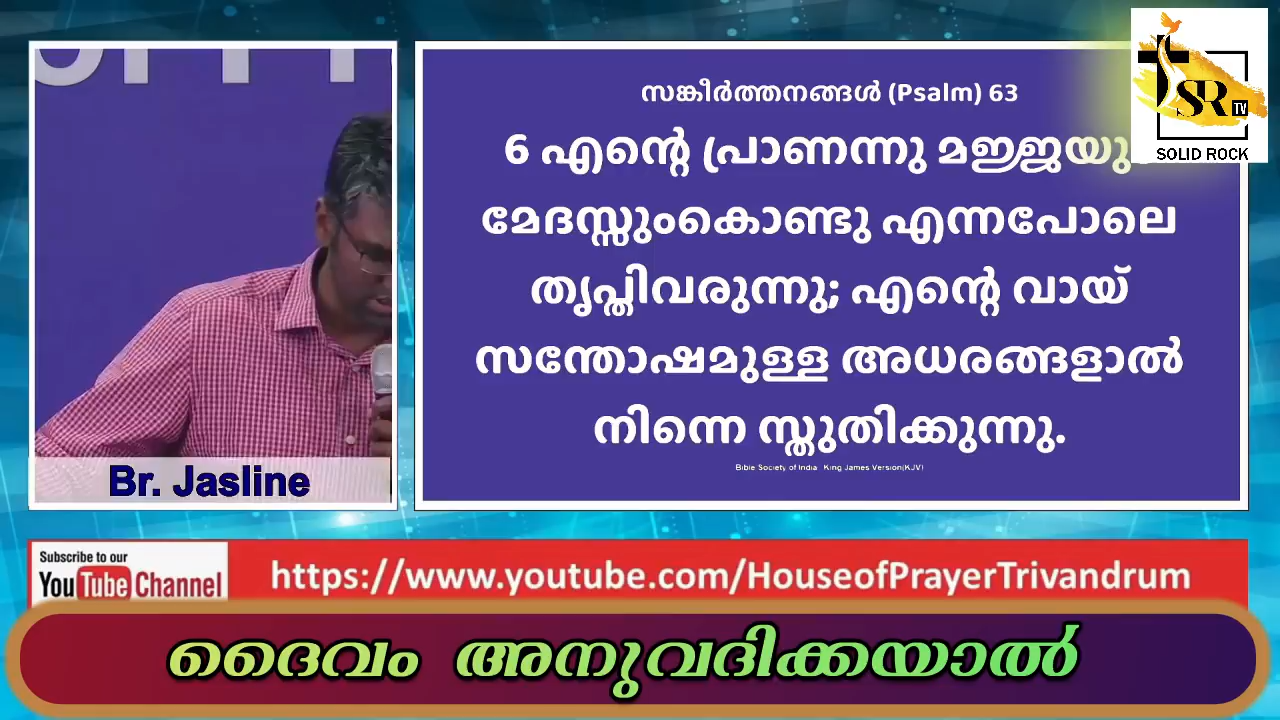 സങ്കീർത്തനങ്ങൾ (Psalm) 63
6 എന്റെ പ്രാണന്നു
മേദസ്സുംകൊണ്ടു എന്നപോലെ
തൃപ്തിവരുന്നു; എന്റെ വായ്
സന്തോഷമുള്ള അധരങ്ങളാൽ
നിന്നെ സ്തുതിക്കുന്നു.
Bible Society of India King James Version(KJV)
SR TV
SOLID ROCK
Br. Jasline
Subscribe to our
YouTube Channel
https://www.youtube.com/HouseofPrayerTrivandrum
ദൈവം അനുവദിക്കയാൽ